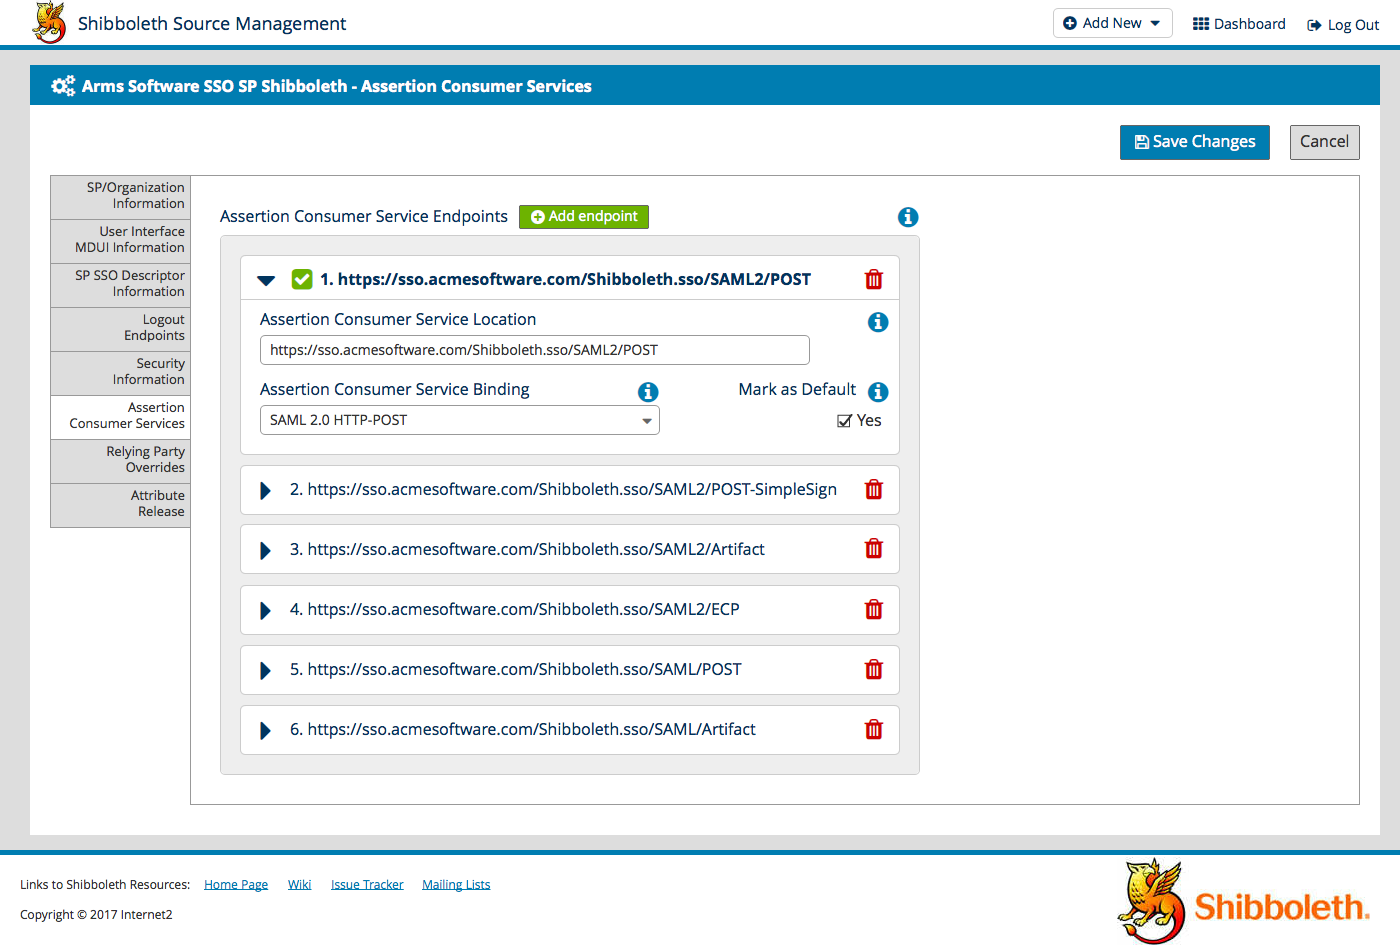 Shibboleth Source Management
Add New
Dashboard
Log Out
Arms Software SSO SP Shibboleth - Assertion Consumer Services
Save Changes
Cancel
SP/Organization
Information
User Interface
MDUI Information
SP SSO Descriptor
Information
Logout
Endpoints
Security
Information
Assertion
Consumer Services
Relying Party
Overrides
Attribute
Release
Assertion Consumer Service Endpoints
Add endpoint
1. https://sso.acmesoftware.com/Shibboleth.sso/SAML2/POST
Assertion Consumer Service Location
https://sso.acmesoftware.com/Shibboleth.sso/SAML2/POST
Assertion Consumer Service Binding
Mark as Default
SAML 2.0 HTTP-POST
Yes
2. https://sso.acmesoftware.com/Shibboleth.sso/SAML2/POST-SimpleSign
3. https://sso.acmesoftware.com/Shibboleth.sso/SAML2/Artifact
4. https://sso.acmesoftware.com/Shibboleth.sso/SAML2/ECP
5. https://sso.acmesoftware.com/Shibboleth.sso/SAML/POST
6. https://sso.acmesoftware.com/Shibboleth.sso/SAML/Artifact
Links to Shibboleth Resources: Home Page Wiki Issue Tracker Mailing Lists
Copyright © 2017 Internet2
Shibboleth.